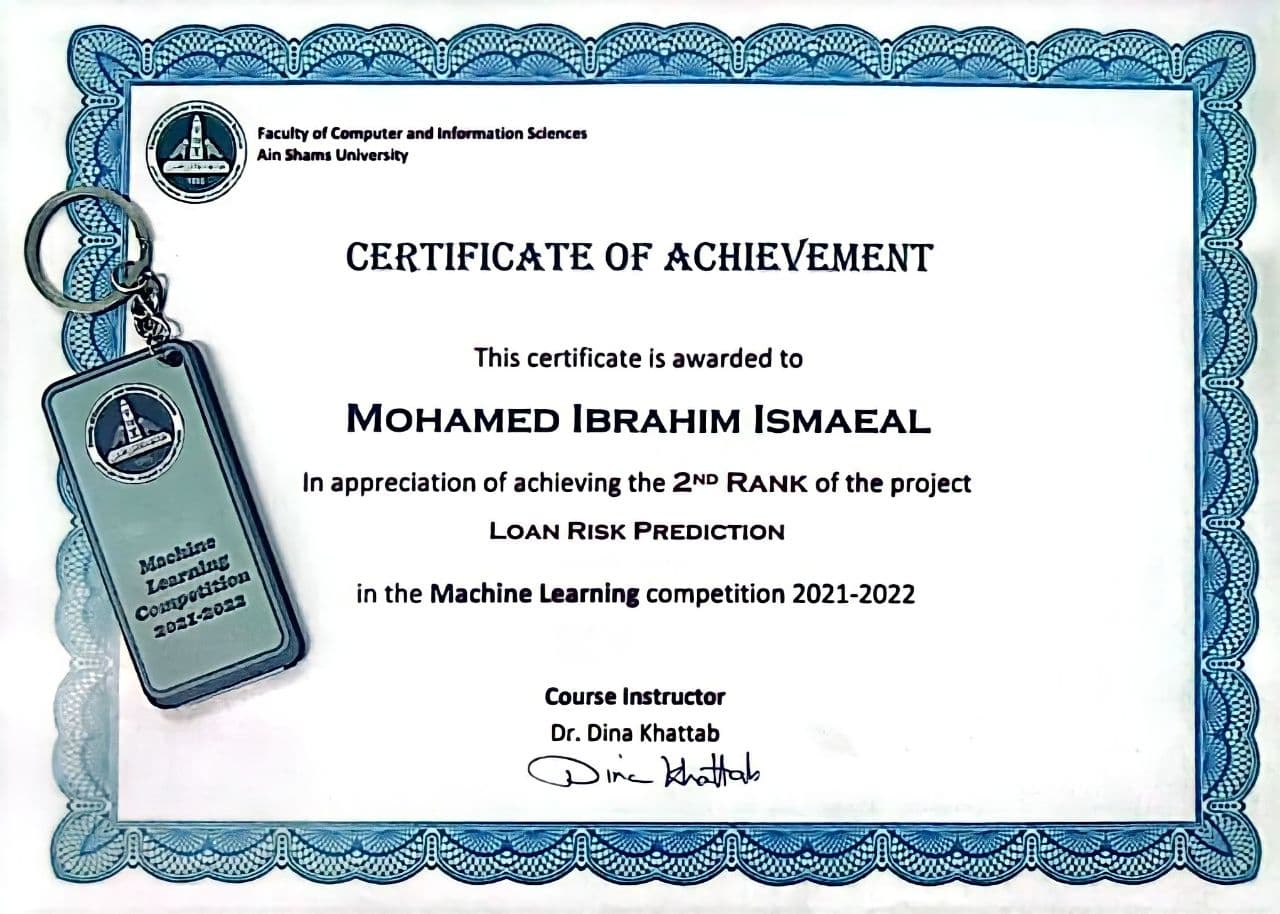 Faculty of Computer and Information Sciences
Ain Shams University
CERTIFICATE OF ACHIEVEMENT
This certificate is awarded to
MOHAMED IBRAHIM ISMAEAL
In appreciation of achieving the 2ND RANK of the project
LOAN RISK PREDICTION
in the Machine Learning competition 2021-2022
Course Instructor
Dr. Dina Khattab
Dina Khattab
Machine
Learning
Competition
2021-2022